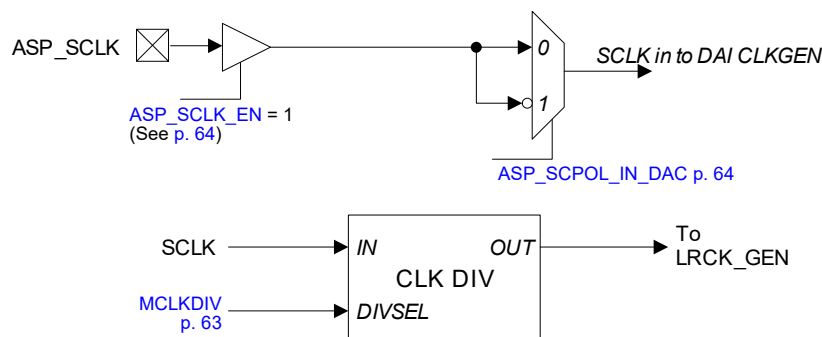 ASP_SCLK
0
SCLK in to DAI CLKGEN
1
ASP_SCLK_EN = 1
(See p. 64)
ASP_SCPOL_IN_DAC p. 64
SCLK
IN
OUT
To
LRCK_GEN
CLK DIV
MCLKDIV
p. 63
DIVSEL